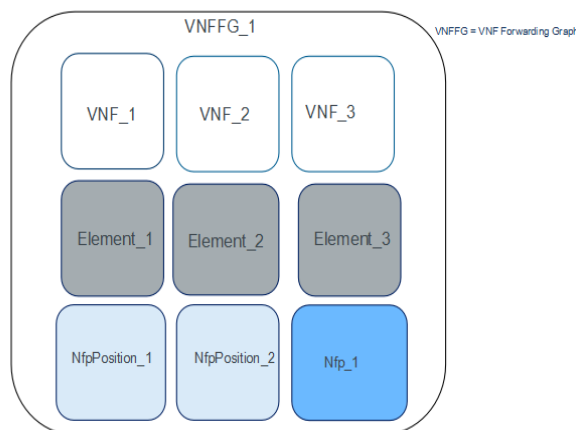 VNFFG_1
VNFFG = VNF Forwarding Graph
VNF_1
VNF_2
VNF_3
Element_1
Element_2
Element_3
NfpPosition_1
NfpPosition_2
Nfp_1